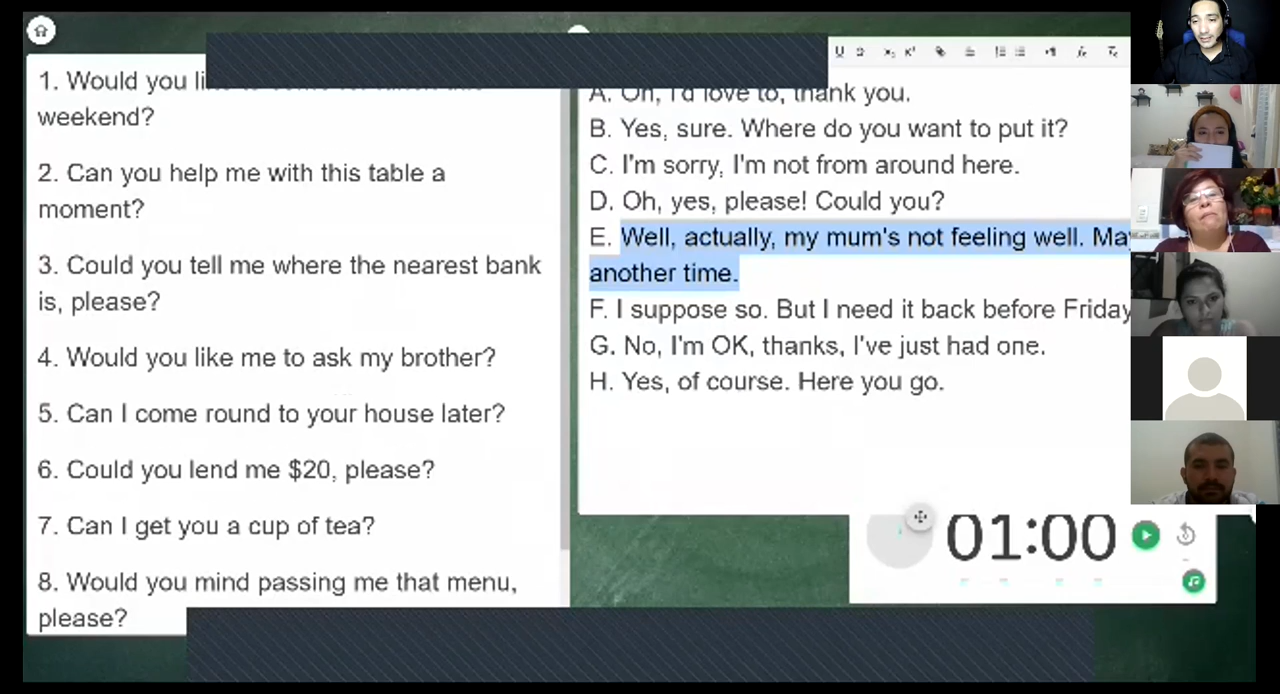 1. Would you
weekend?
2. Can you help me with this table a
moment?
3. Could you tell me where the nearest bank
is, please?
4. Would you like me to ask my brother?
5. Can I come round to your house later?
6. Could you lend me $20, please?
7. Can I get you a cup of tea?
8. Would you mind passing me that menu,
please?
A. Oh, I'd love to, thank you.
B. Yes, sure. Where do you want to put it?
C. I'm sorry, I'm not from around here.
D. Oh, yes, please! Could you?
E. Well, actually, my mum's not feeling well.
another time.
F. I suppose so. But I need it back before Friday
G. No, I'm OK, thanks, I've just had one.
H. Yes, of course. Here you go.
01:00